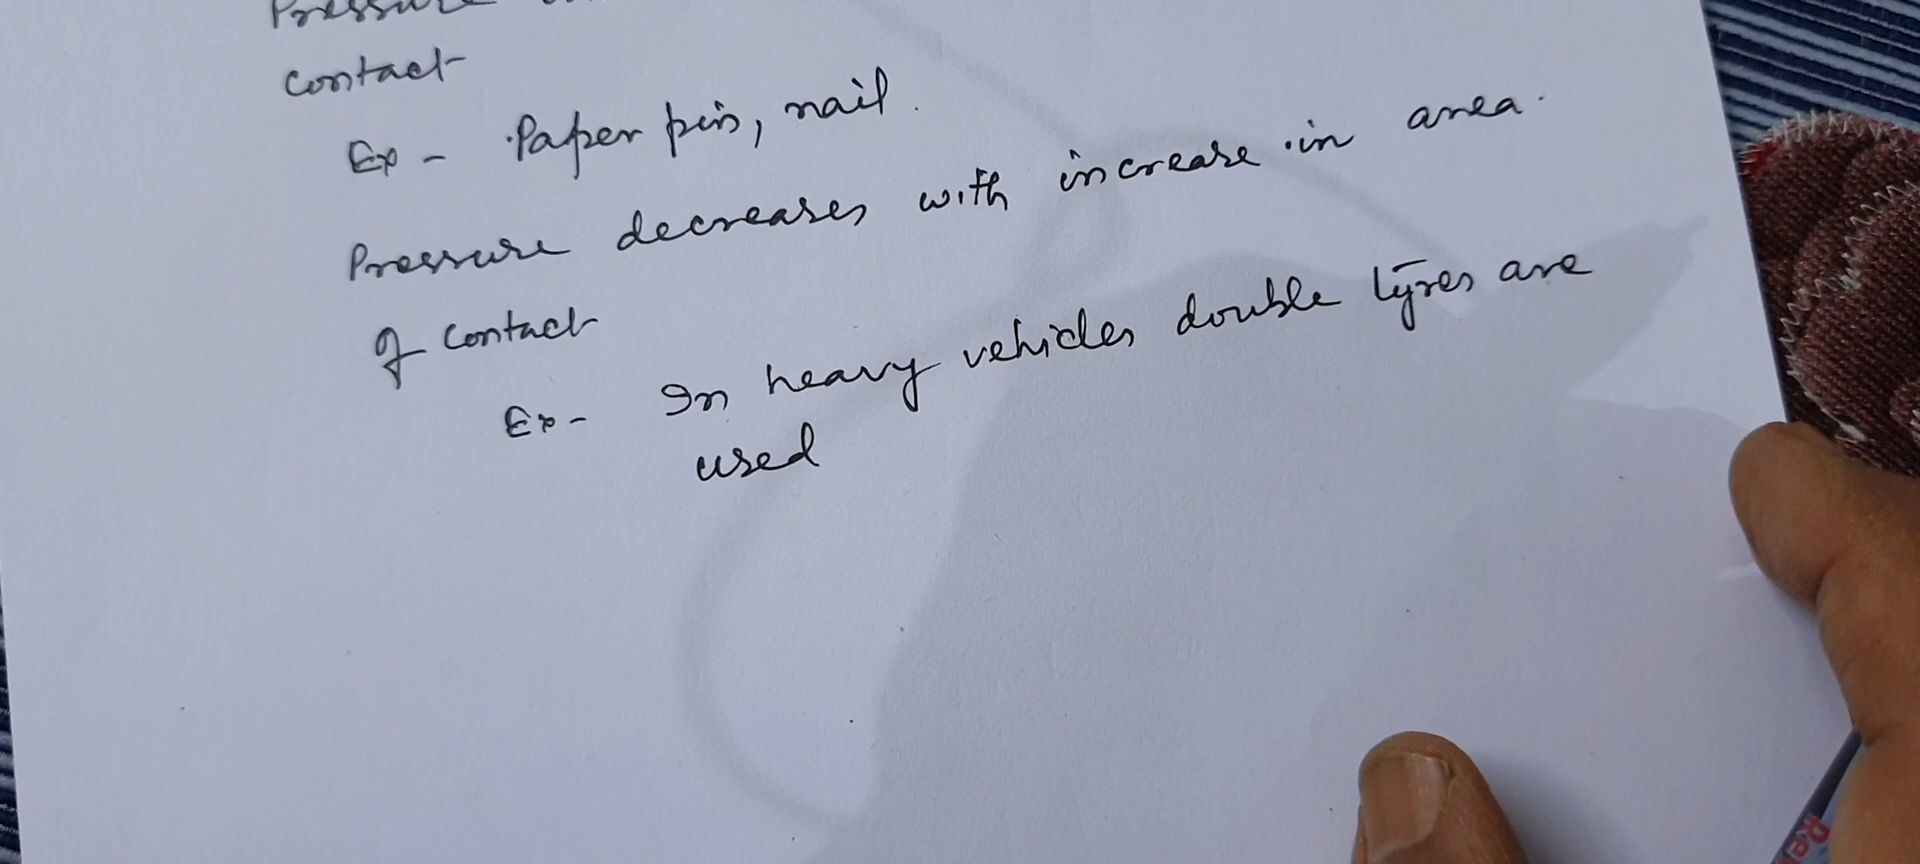 Pressure
contact
Ex - Paper pin, nail.
Pressure decreases with increase in area.
of contact
Ex - In heavy vehicles double tyres are
used